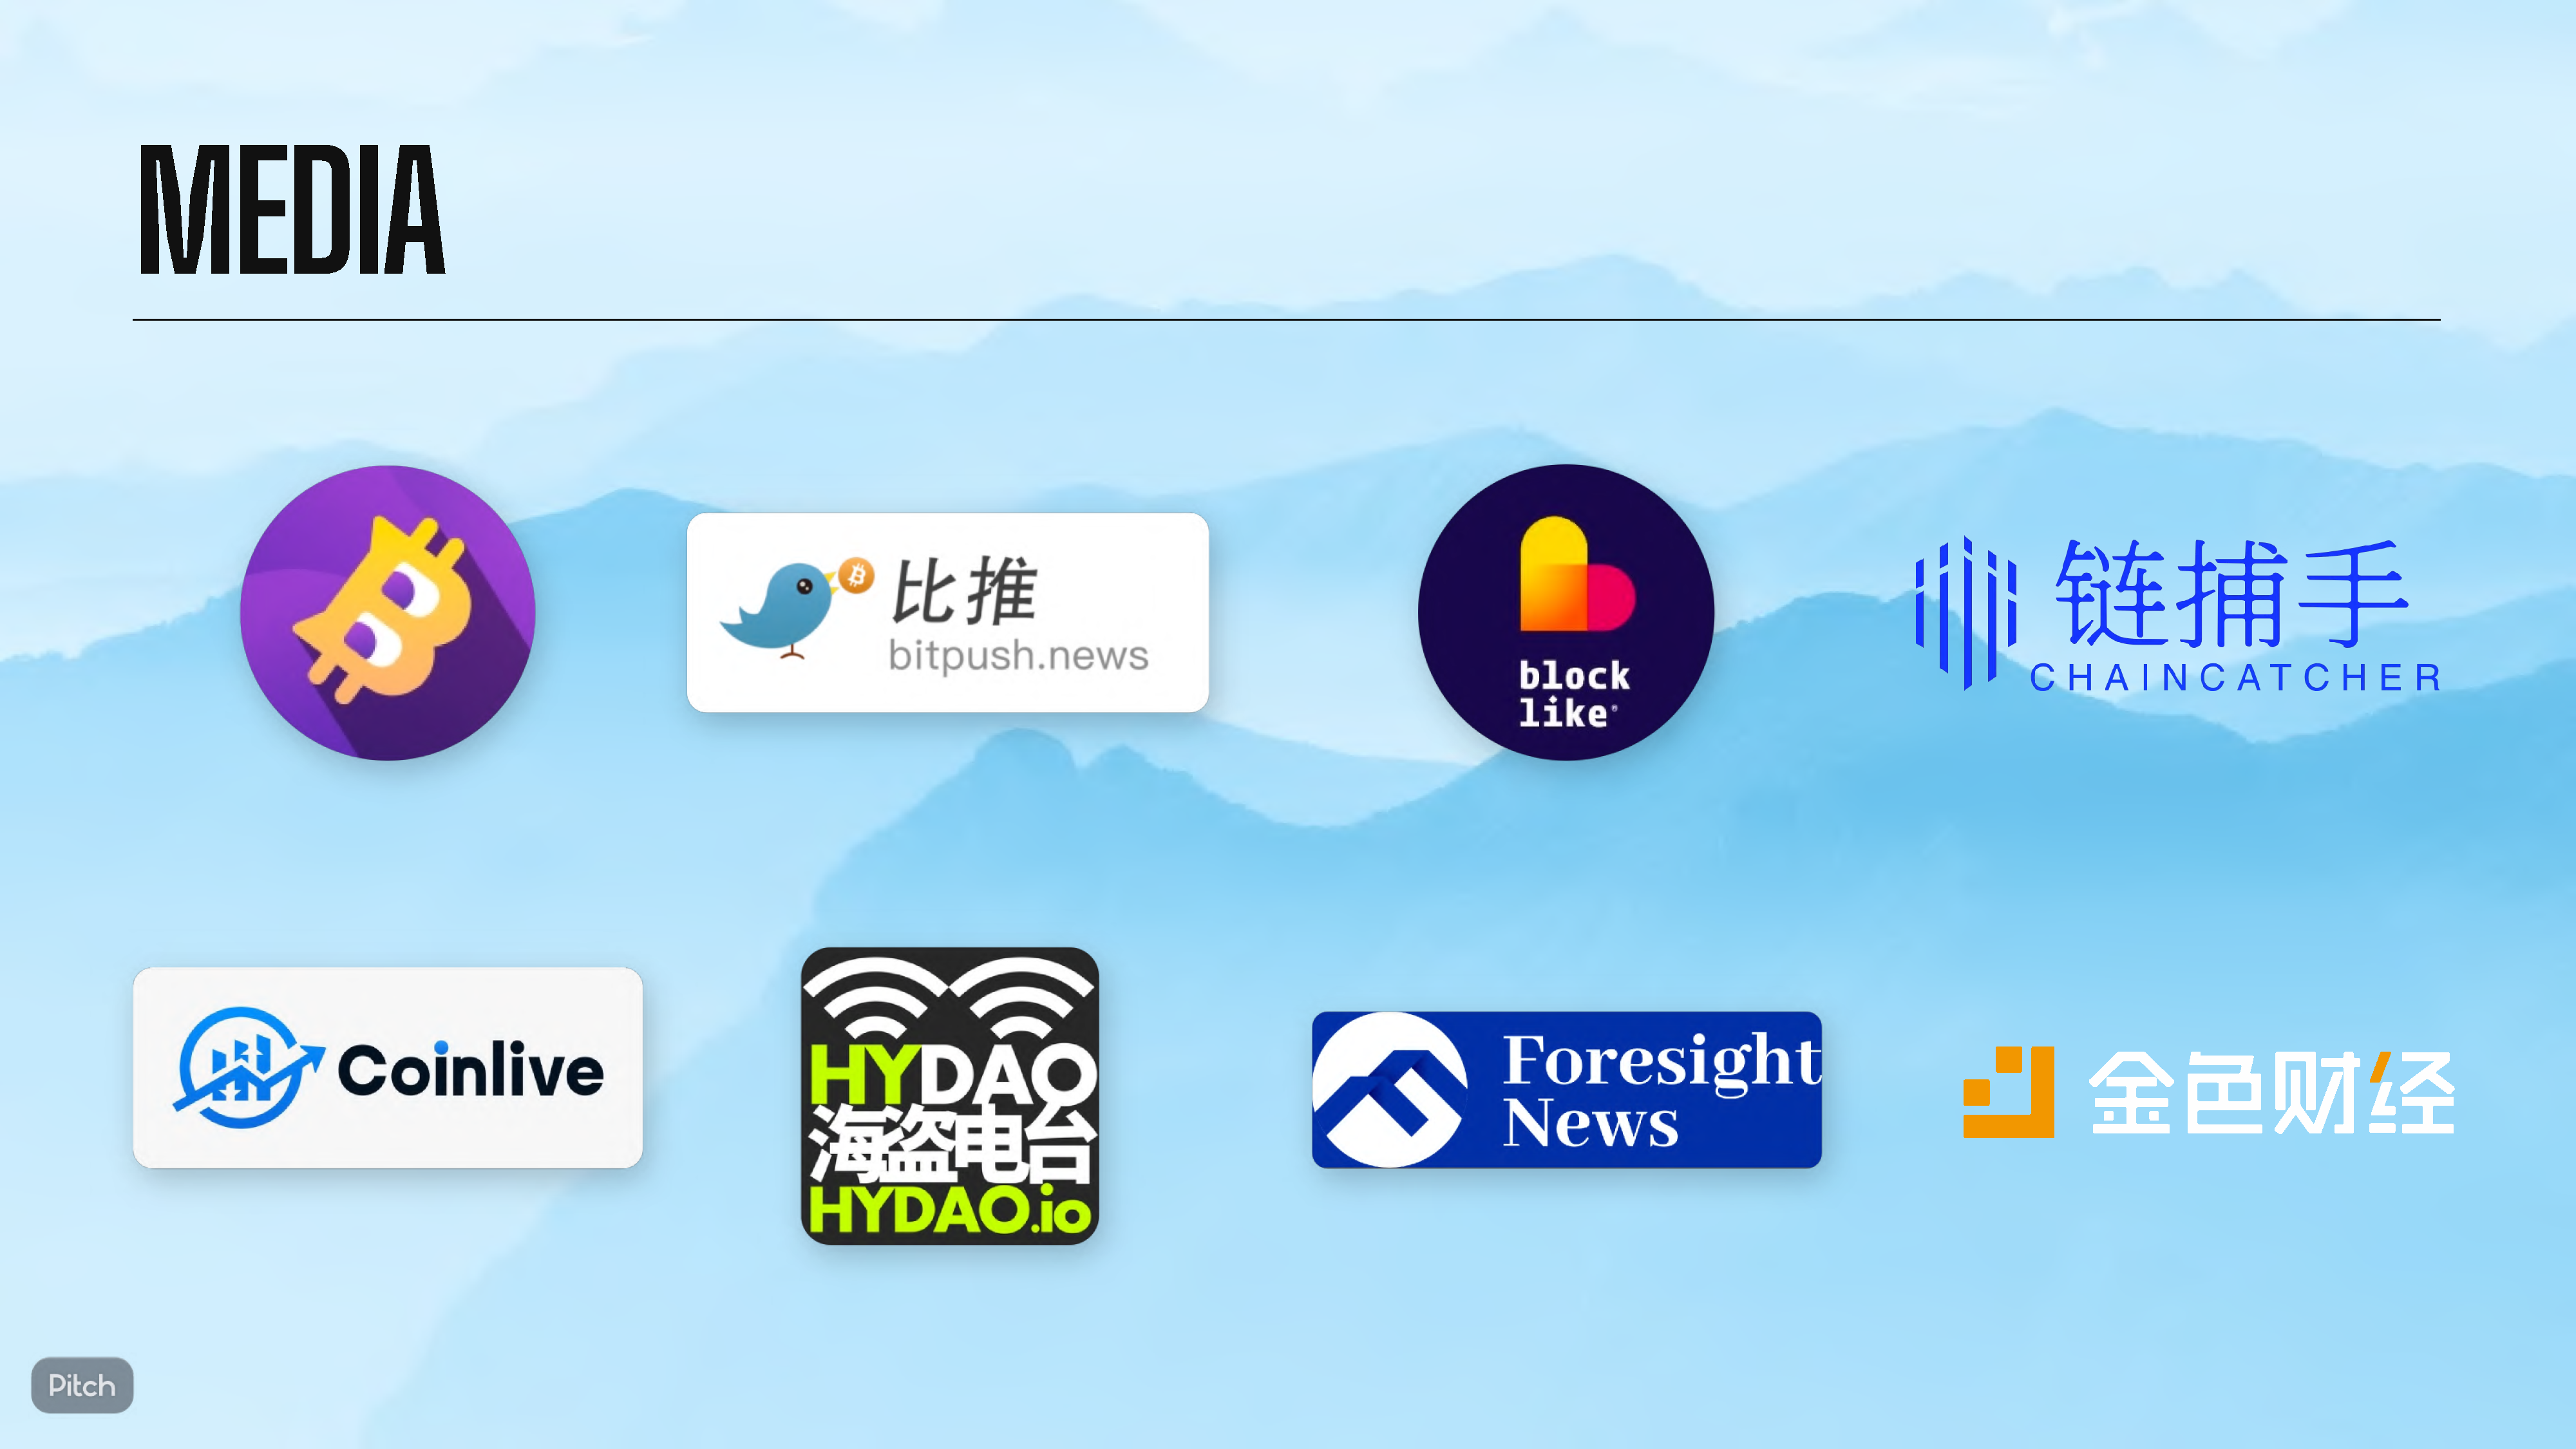 MEDIA
比推
bitpush.news
block
like®
链捕手
CHAINCATCHER
Coinlive
HYDAO
海盗电台
HYDAO.io
Foresight
News
金色财经
Pitch